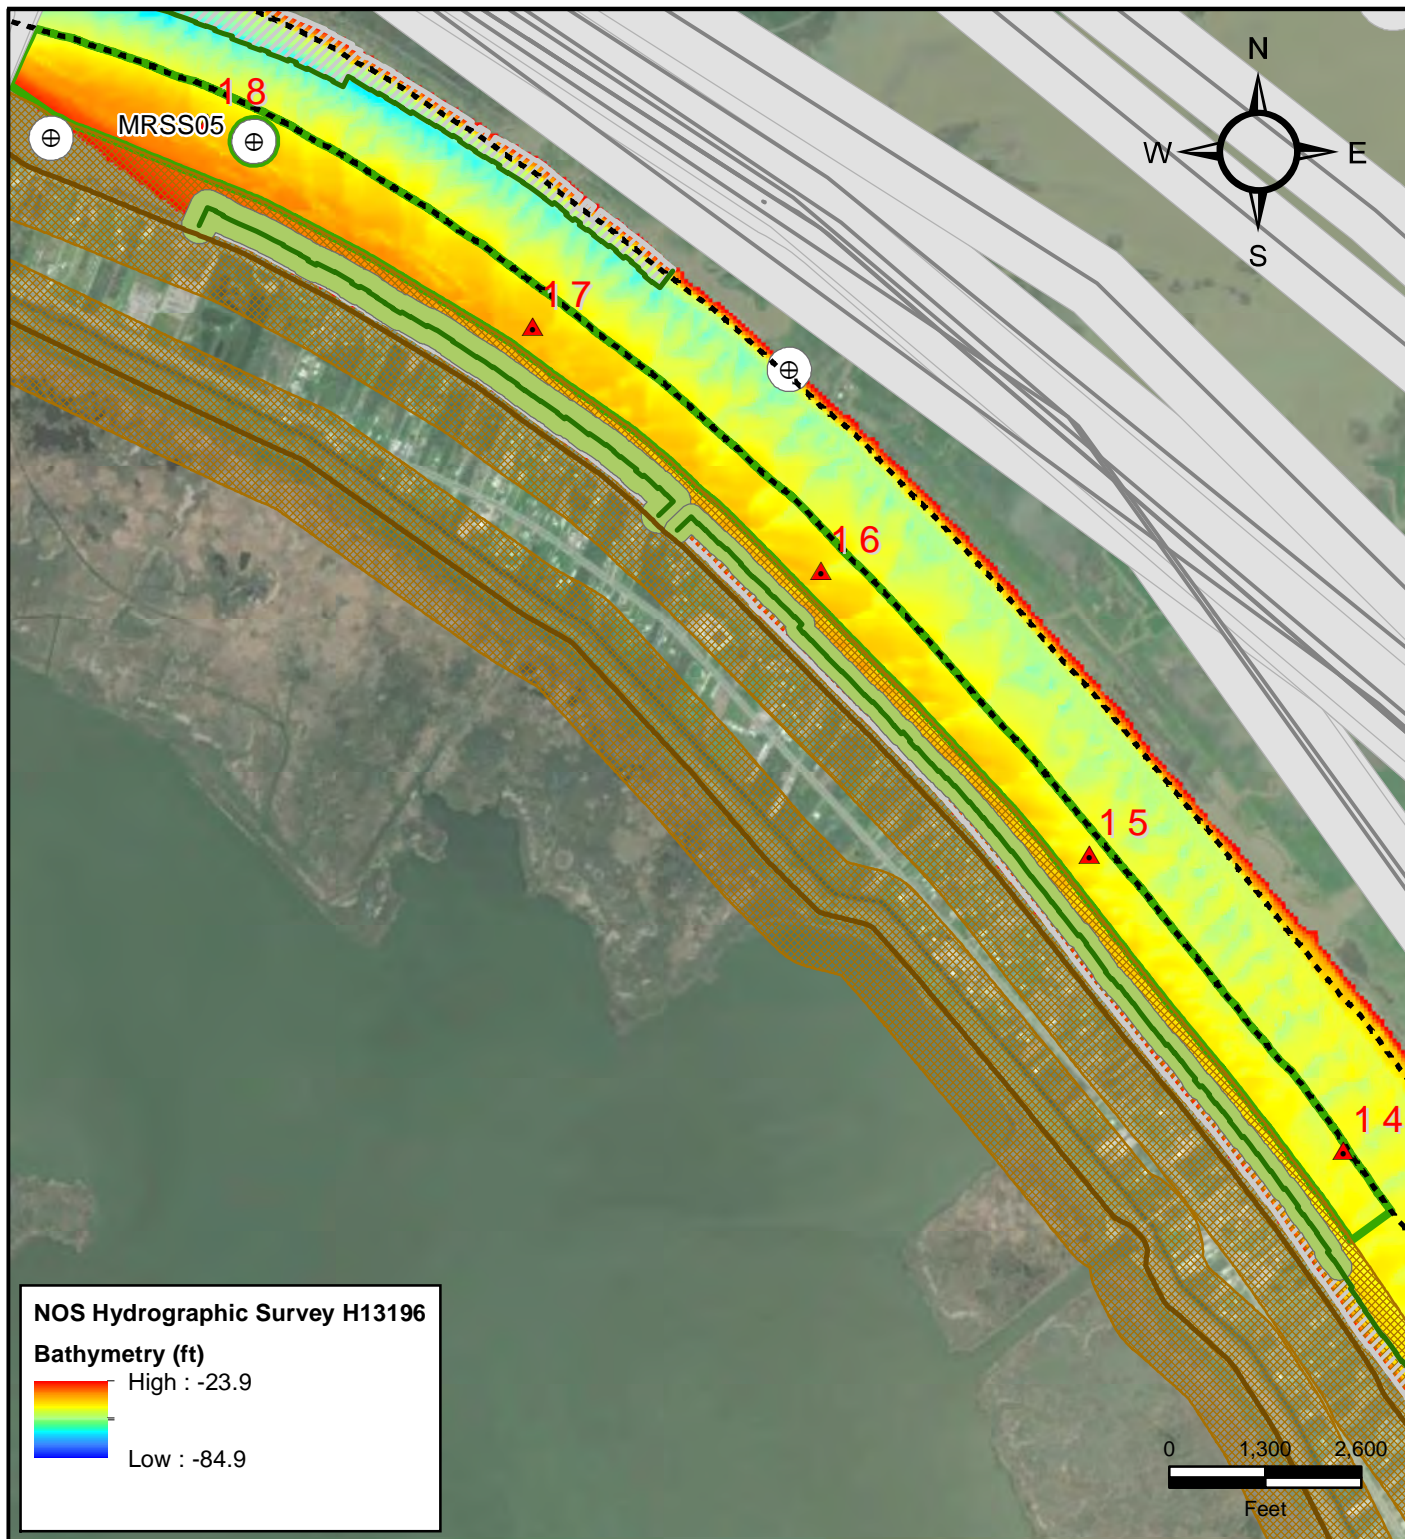 N
W E
S
18
MRSS05
17
16
15
14
NOS Hydrographic Survey H13196
Bathymetry (ft)
High : -23.9
Low : -84.9
0 1,300 2,600
Feet